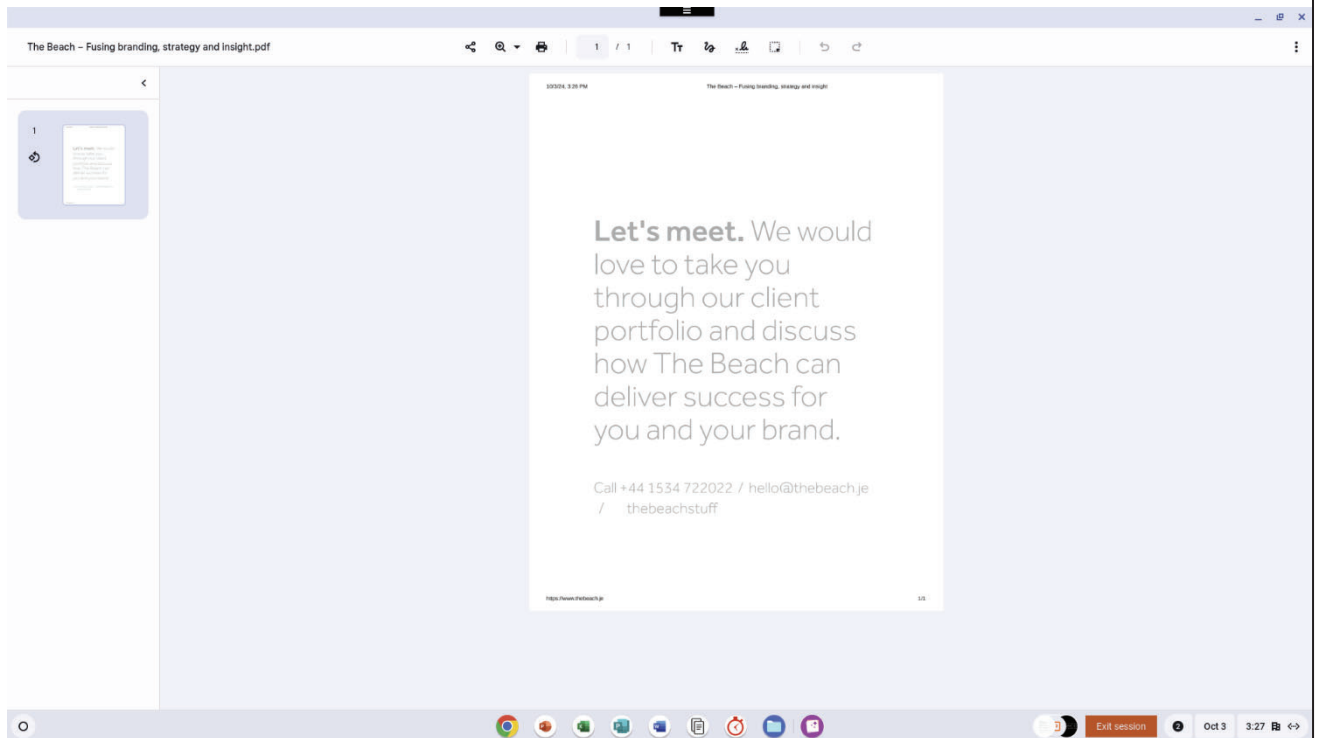 The Beach – Fusing branding, strategy and insight.pdf
1 / 1
1
10/3/24, 3:26 PM
The Beach – Fusing branding, strategy and insight
Let's meet. We would
love to take you
through our client
portfolio and discuss
how The Beach can
deliver success for
you and your brand.
Call +44 1534 722022 / hello@thebeach.je
/ thebeachstuff
https://www.thebeach.je
Exit session
2
Oct 3
3:27